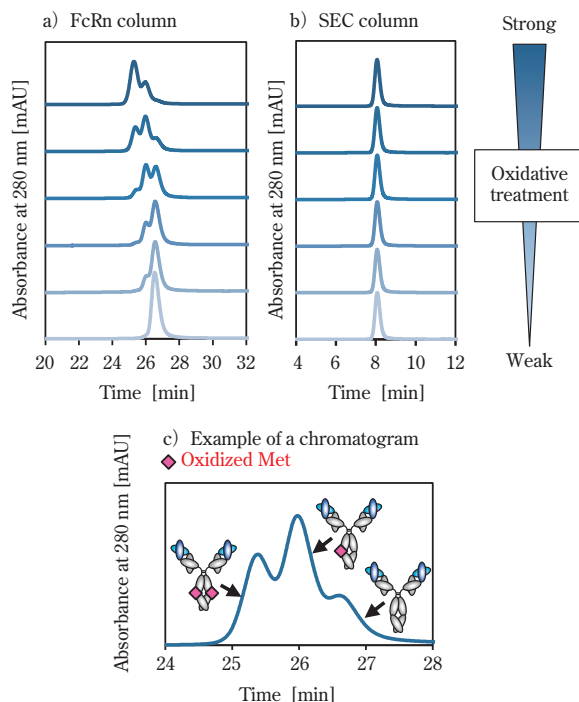 a) FcRn column
b) SEC column
Strong
Absorbance at 280 nm [mAU]
Absorbance at 280 nm [mAU]
Oxidative
treatment
20 22 24 26 28 30 32
4 6 8 10 12
Weak
Time [min]
Time [min]
c) Example of a chromatogram
Oxidized Met
Absorbance at 280 nm [mAU]
24 25 26 27 28
Time [min]